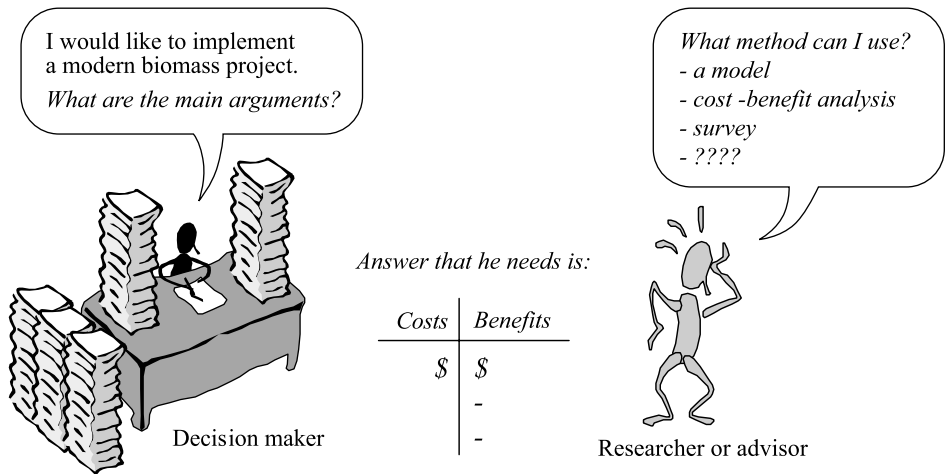 I would like to implement
a modern biomass project.
What are the main arguments?
What method can I use?
- a model
- cost -benefit analysis
- survey
- ????
Answer that he needs is:
Costs Benefits
$ $
-
-
Decision maker
Researcher or advisor